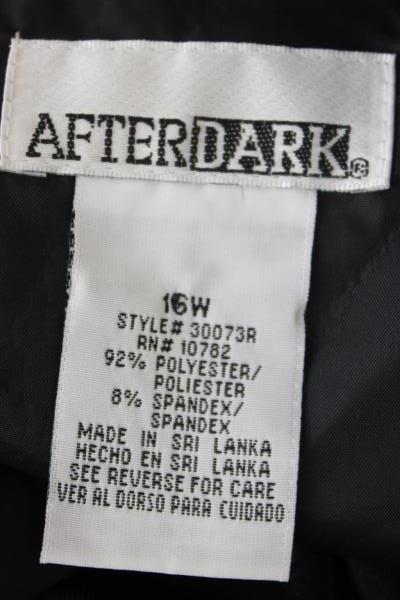 AFTERDARK®
16W
STYLE# 30073R
RN# 10782
92% POLYESTER/
POLIESTER
8% SPANDEX/
SPANDEX
MADE IN SRI LANKA
HECHO EN SRI LANKA
SEE REVERSE FOR CARE
VER AL DORSO PARA CUIDADO